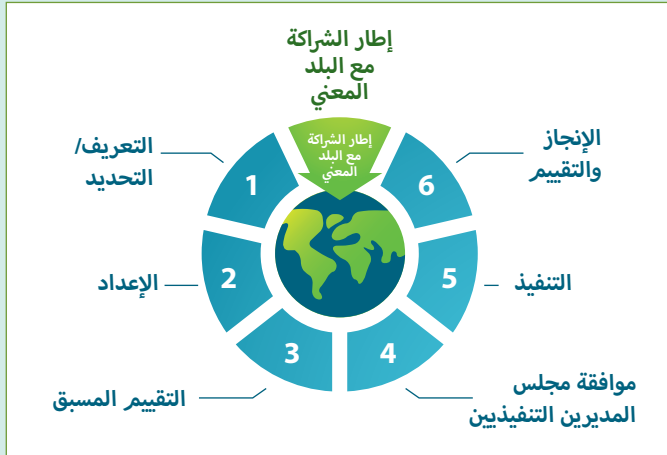 إطار الشراكة
مع البلد
المعني
إطار الشراكة
مع البلد
المعني
1
التعريف/
التحديد
2
الإعداد
3
التقييم المسبق
4
موافقة مجلس
المديرين التنفيذيين
5
التنفيذ
6
الإنجاز
والتقييم